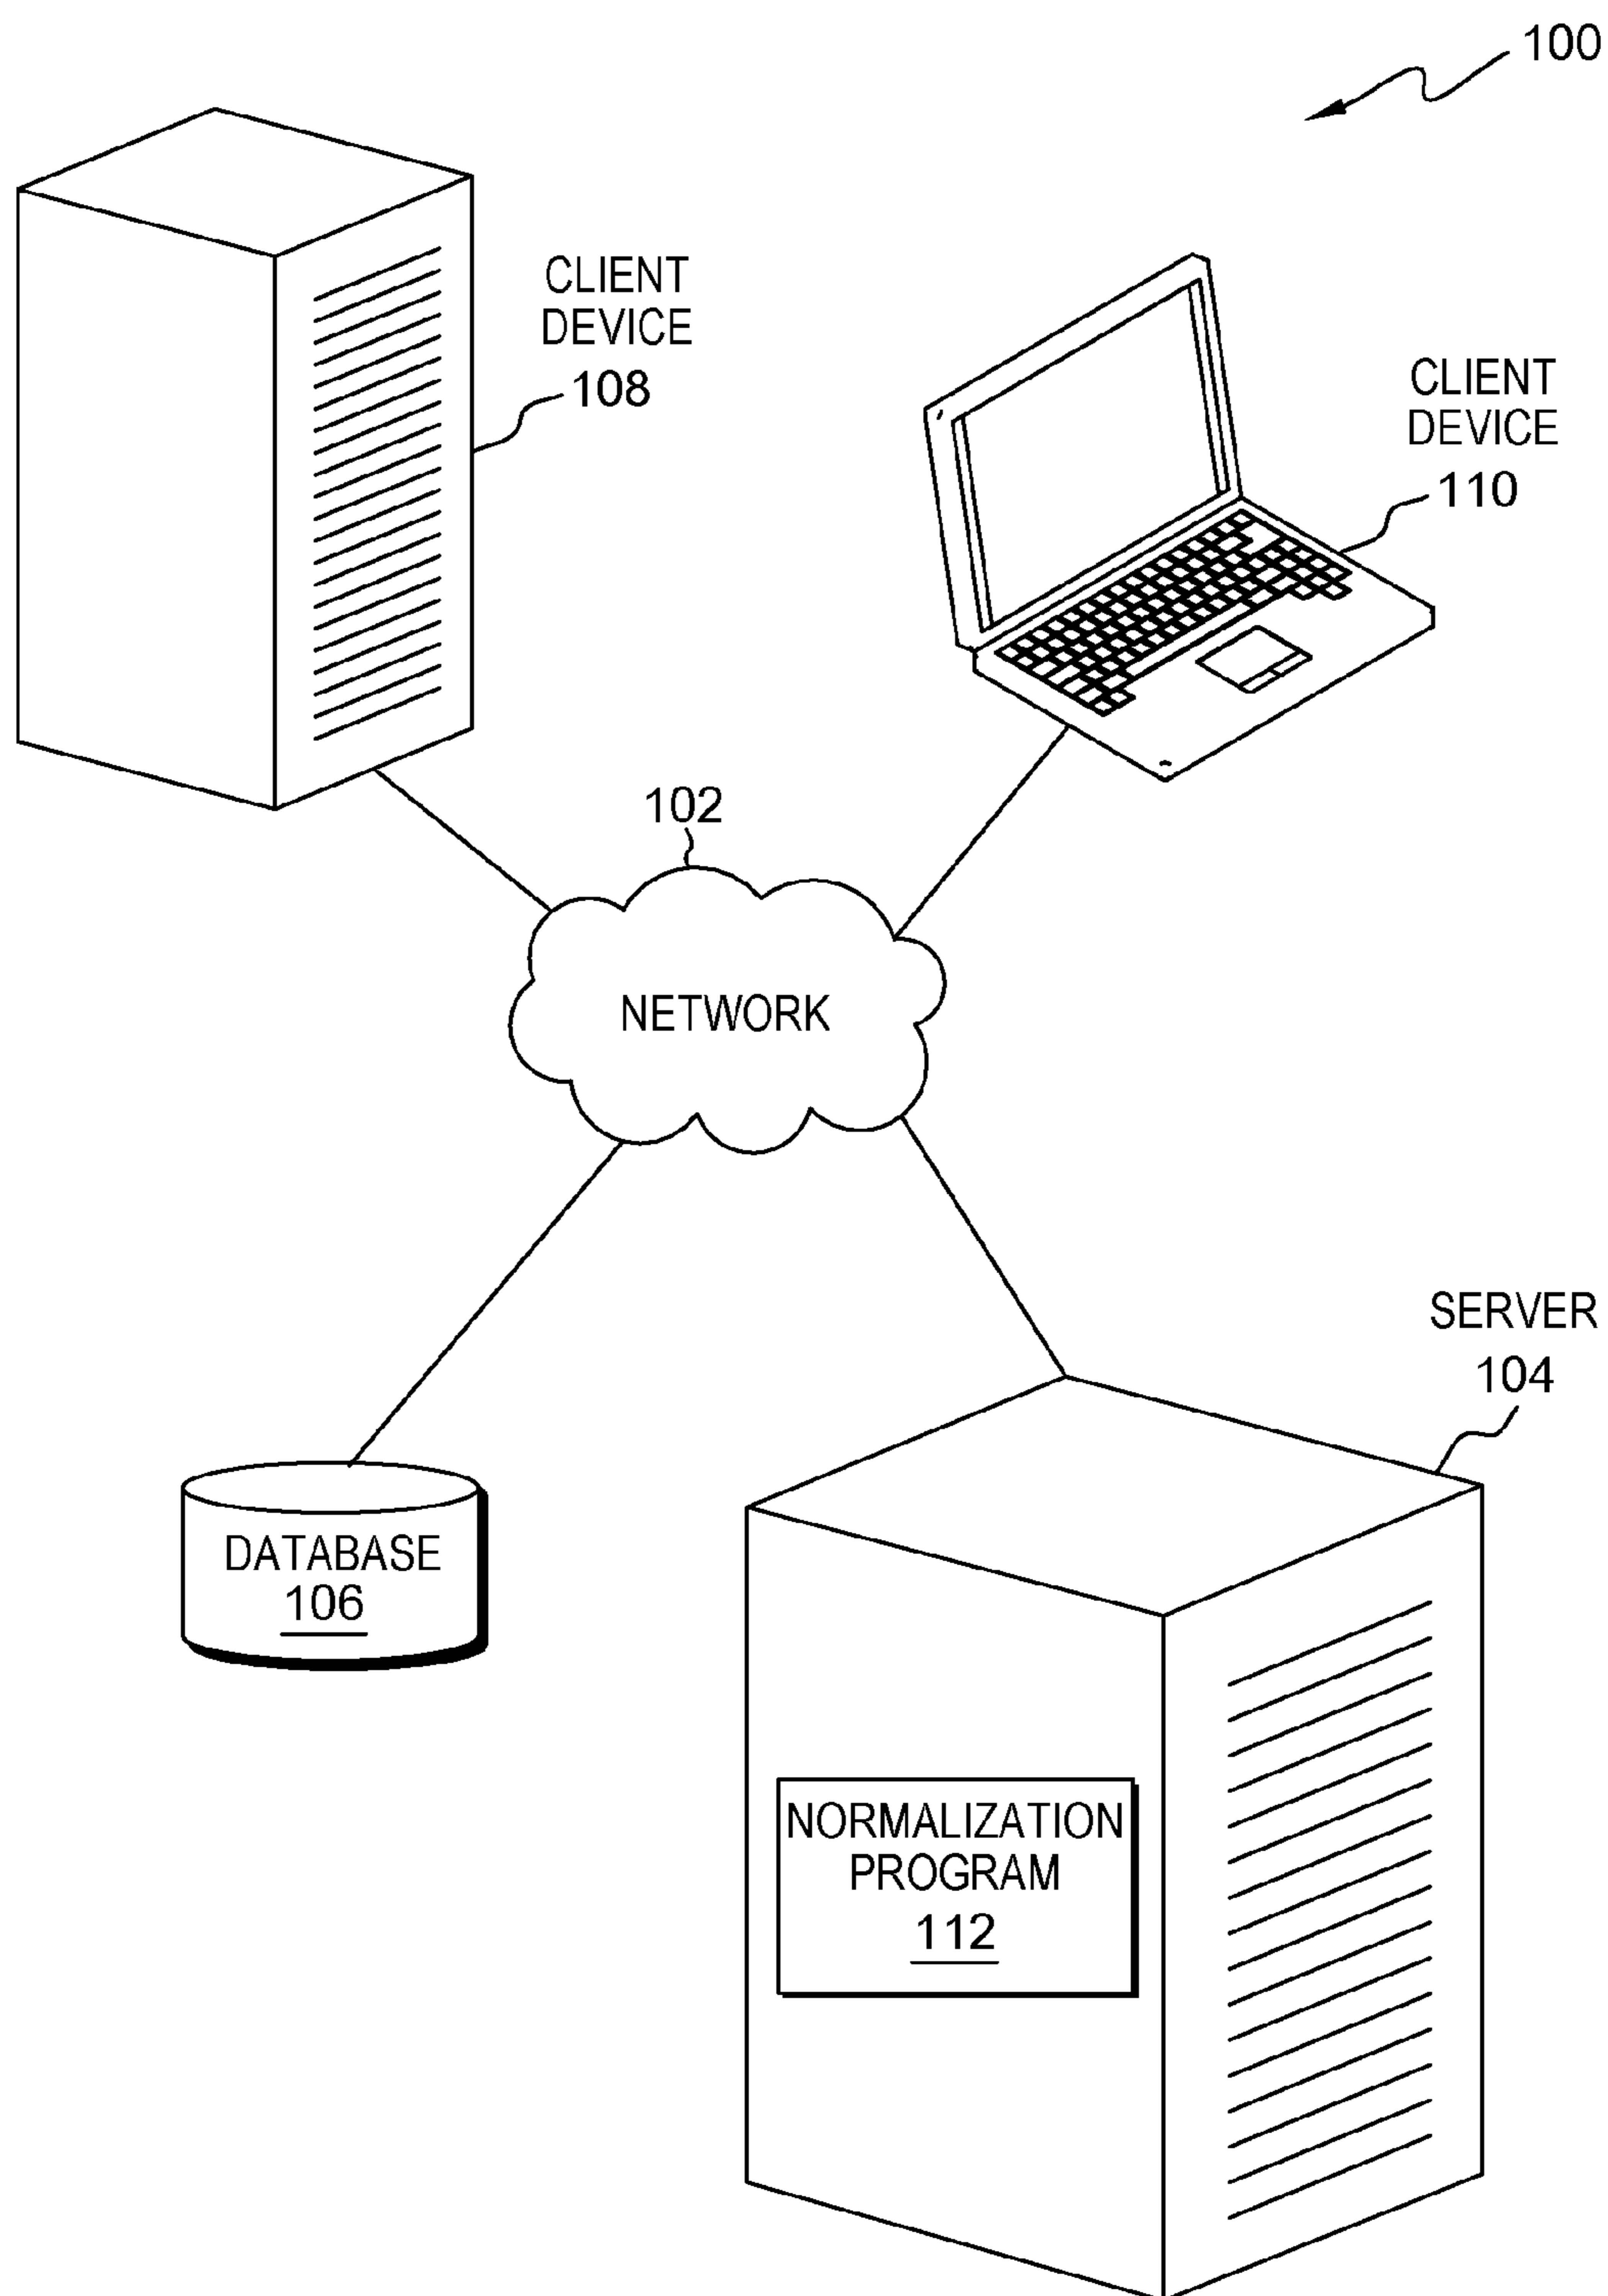 100
CLIENT
DEVICE
108
CLIENT
DEVICE
110
102
NETWORK
SERVER
104
DATABASE
106
NORMALIZATION
PROGRAM
112